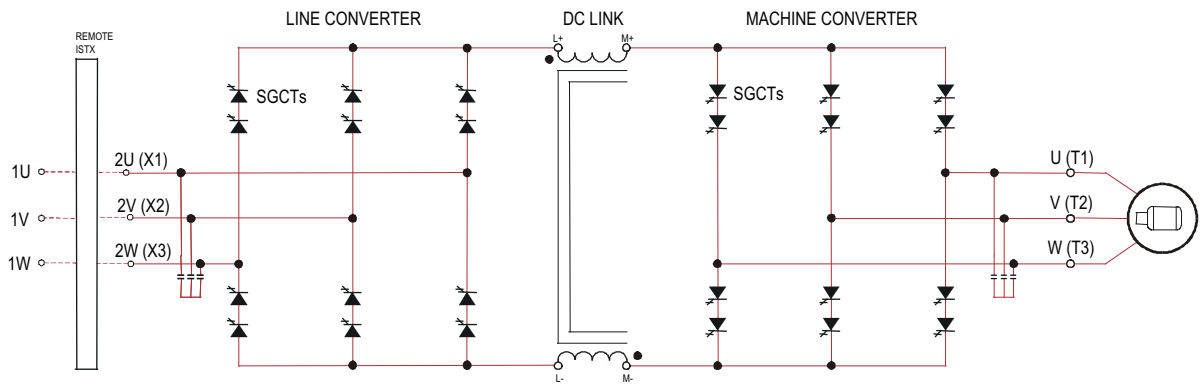 LINE CONVERTER
DC LINK
MACHINE CONVERTER
REMOTE
ISTX
L+
M+
SGCTs
SGCTs
1U
2U (X1)
U (T1)
1V
2V (X2)
V (T2)
1W
2W (X3)
W (T3)
L-
M-